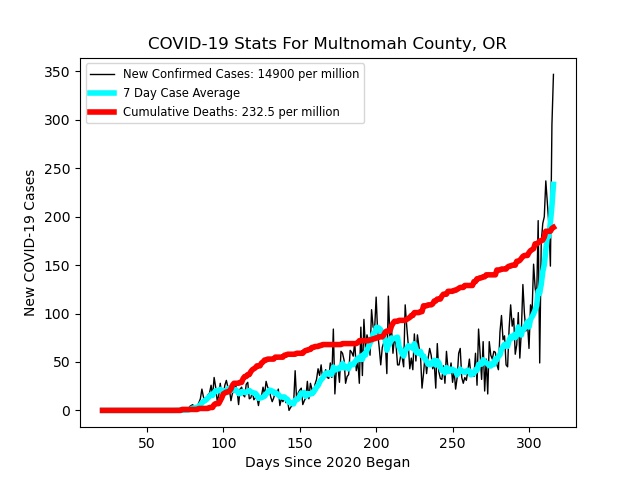 COVID-19 Stats For Multnomah County, OR
New Confirmed Cases: 14900 per million
7 Day Case Average
Cumulative Deaths: 232.5 per million
New COVID-19 Cases
350
300
250
200
150
100
50
0
50 100 150 200 250 300
Days Since 2020 Began